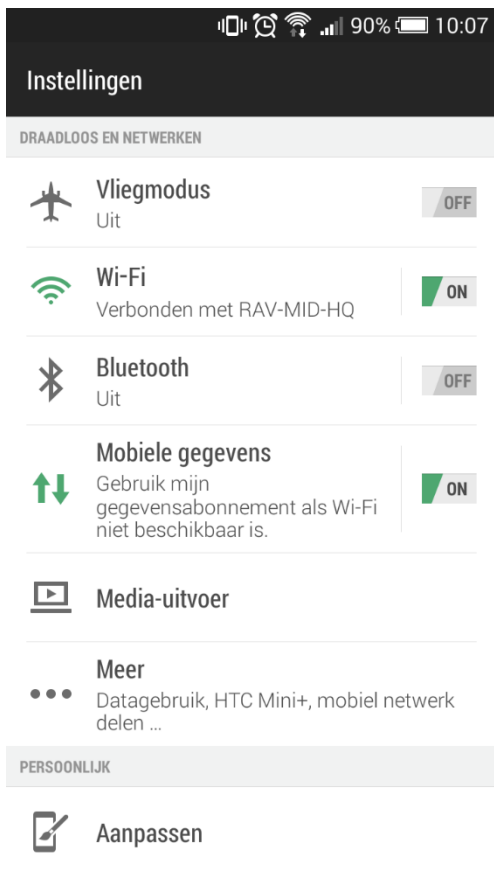 90% 10:07
Instellingen
DRAADLOOS EN NETWERKEN
Vliegmodus
Uit
OFF
Wi-Fi
Verbonden met RAV-MID-HQ
ON
Bluetooth
Uit
OFF
Mobiele gegevens
Gebruik mijn
gegevensabonnement als Wi-Fi
niet beschikbaar is.
ON
Media-uitvoer
Meer
Datagebruik, HTC Mini+, mobiel netwerk
delen ...
PERSOONLIJK
Aanpassen